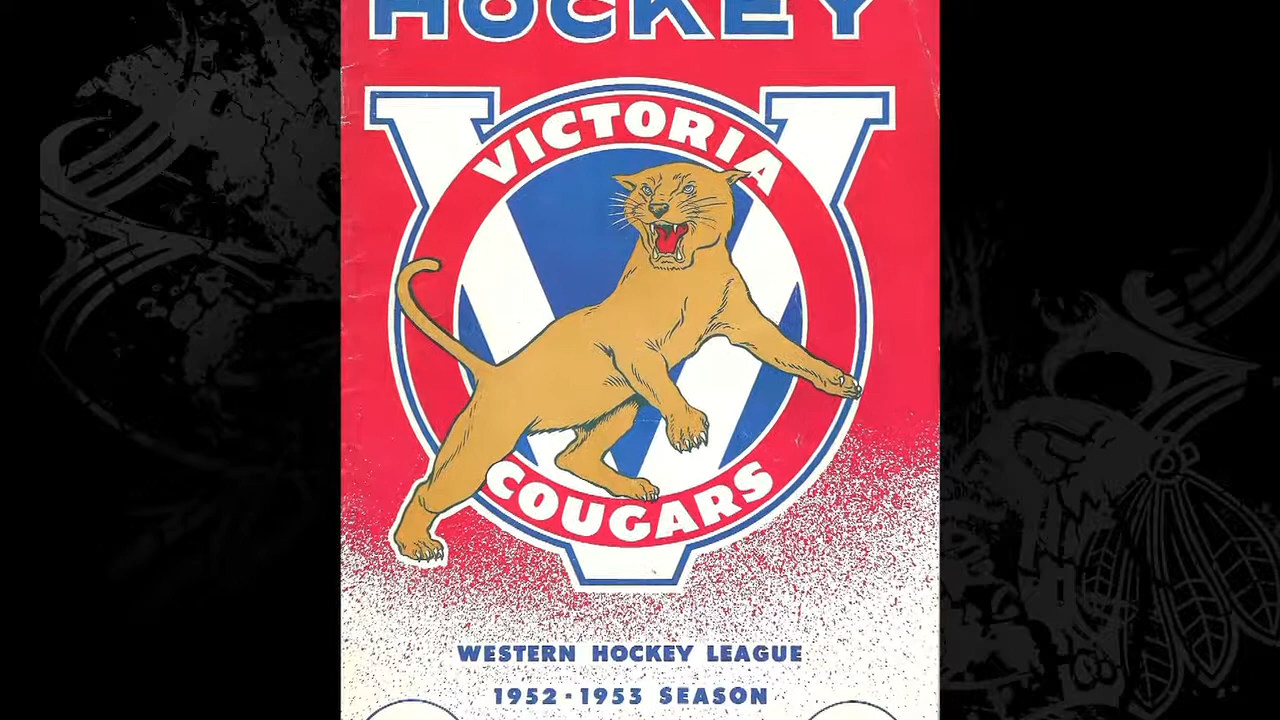 HOCKEY
VICTORIA
COUGARS
WESTERN HOCKEY LEAGUE
1952-1953 SEASON